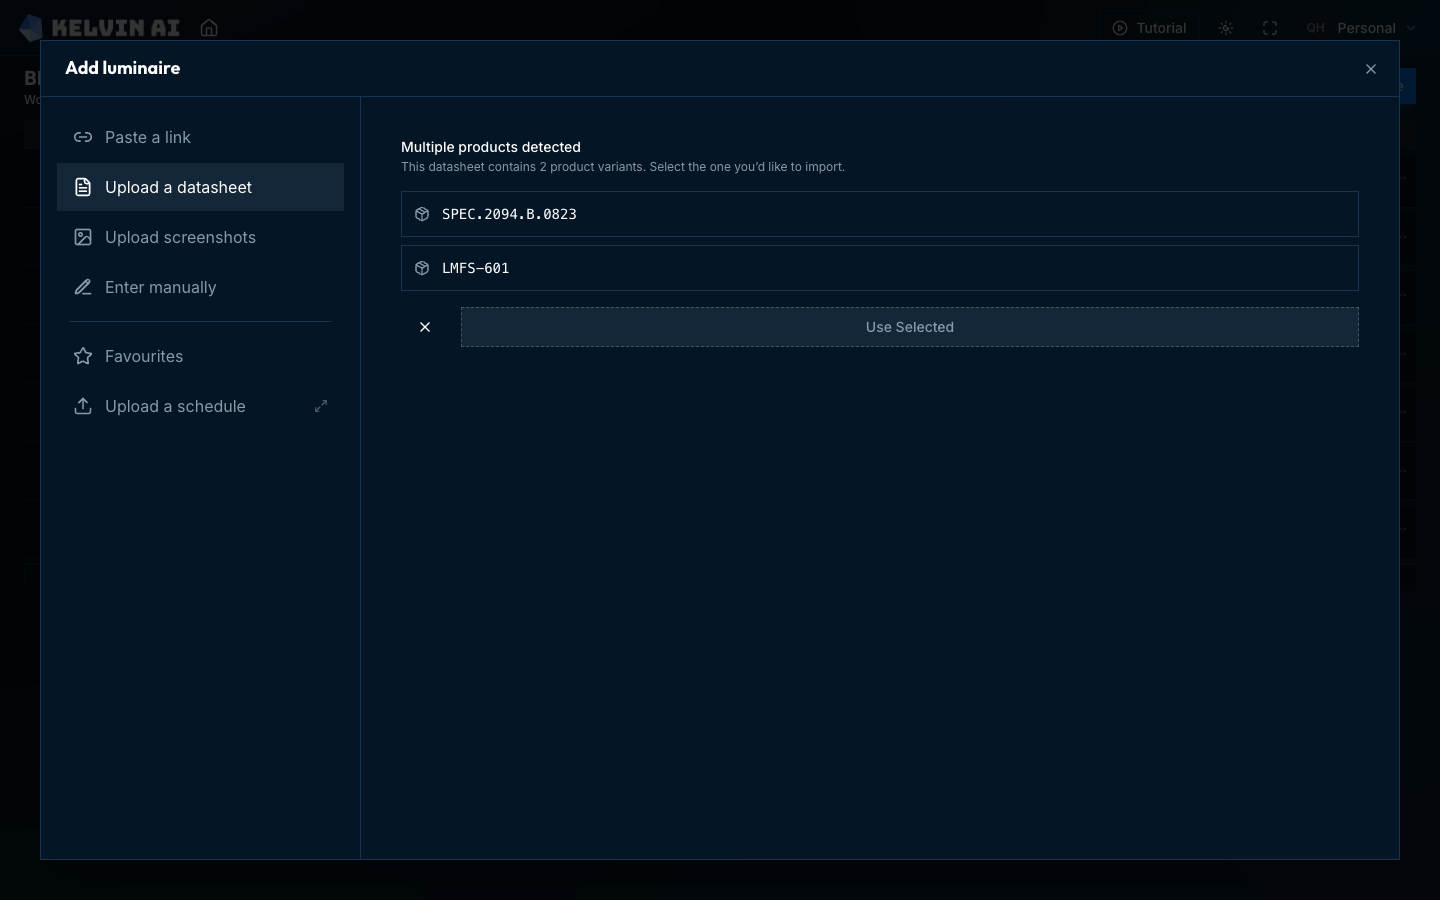 KELVIN AI
Tutorial
QH
Personal
Add luminaire
Paste a link
Upload a datasheet
Upload screenshots
Enter manually
Favourites
Upload a schedule
Multiple products detected
This datasheet contains 2 product variants. Select the one you’d like to import.
SPEC.2094.B.0823
LMFS-601
Use Selected